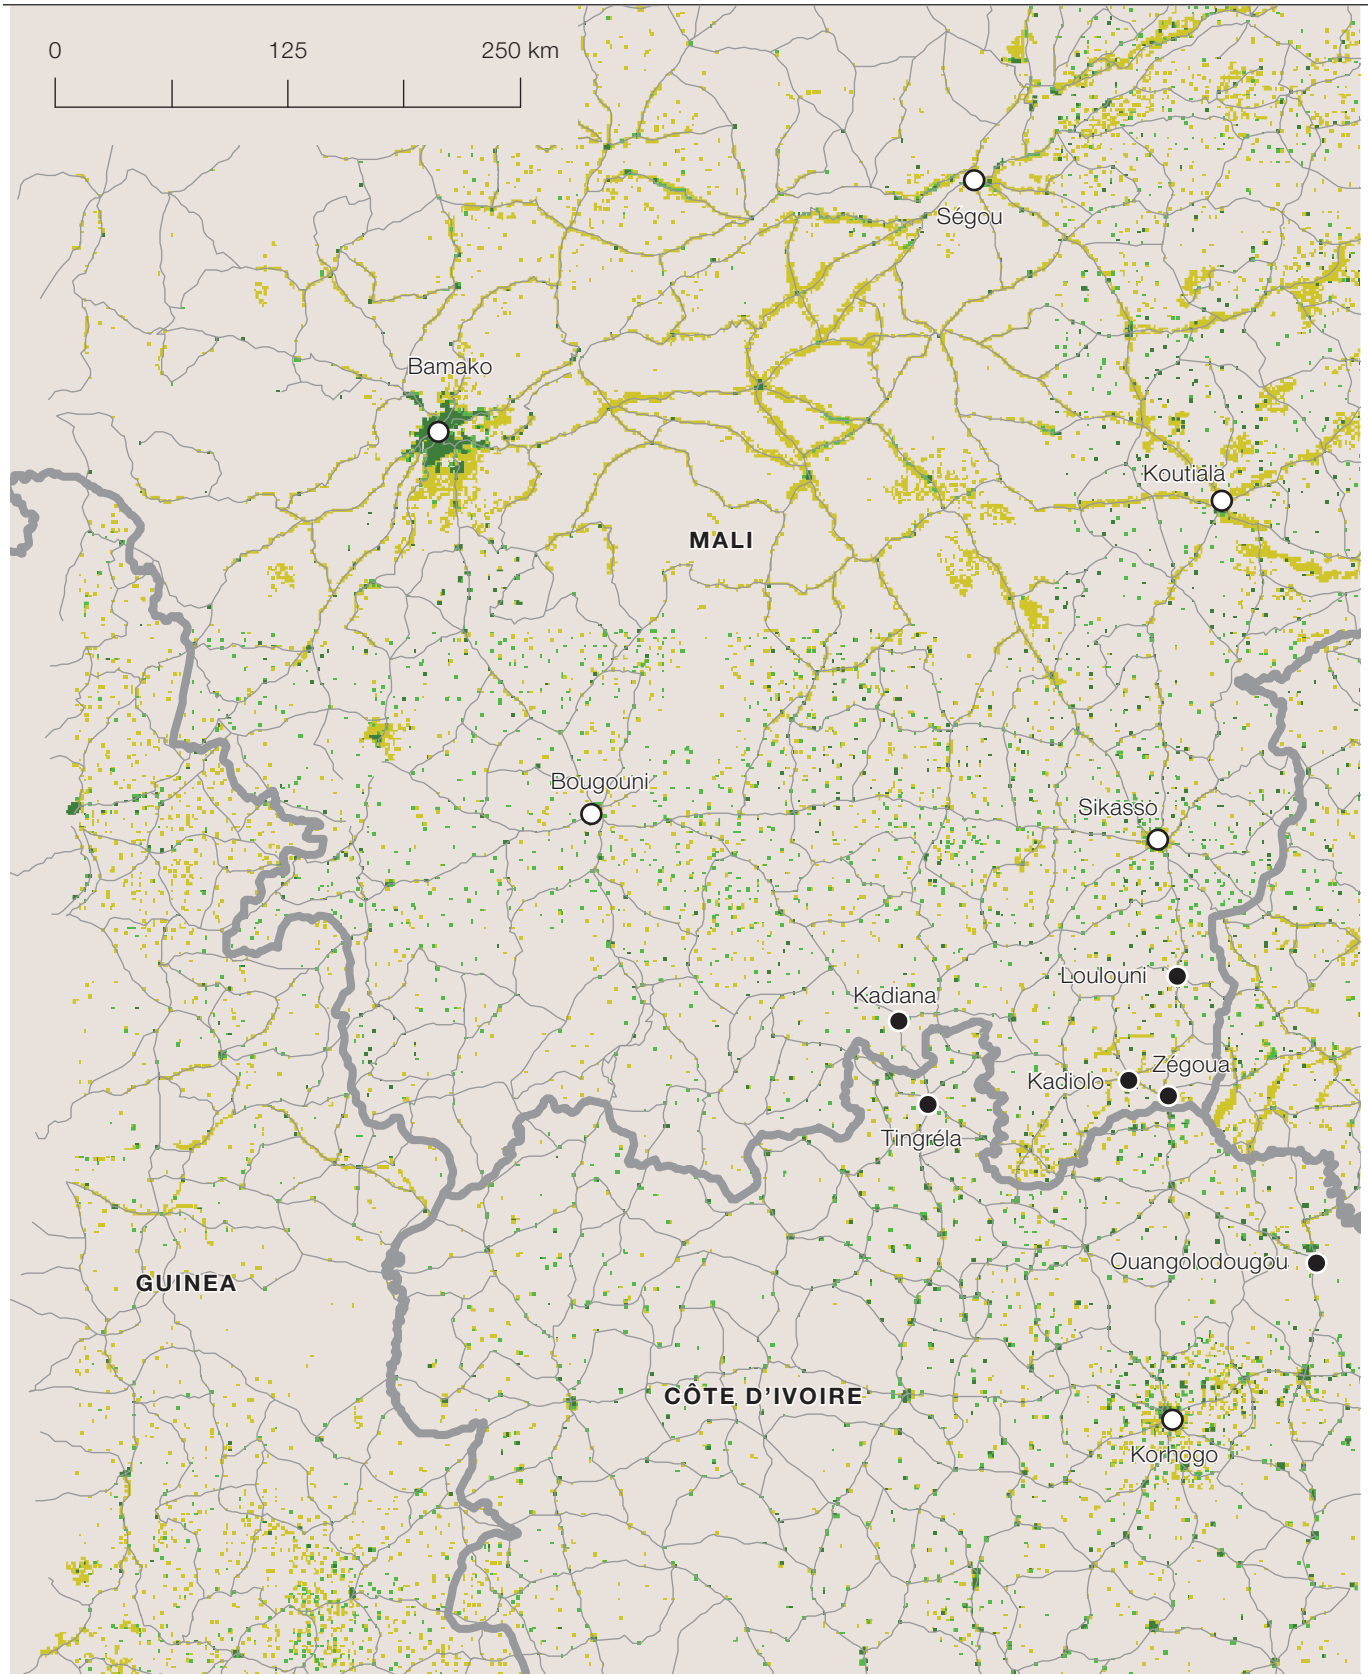 0 125 250 km
Ségou
Bamako
Koutiala
MALI
Bougouni
Sikasso
Loulouni
Kadiana
Zégoua
Kadiolo
Tingréla
Ouangolodougou
GUINEA
CÔTE D’IVOIRE
Korhogo